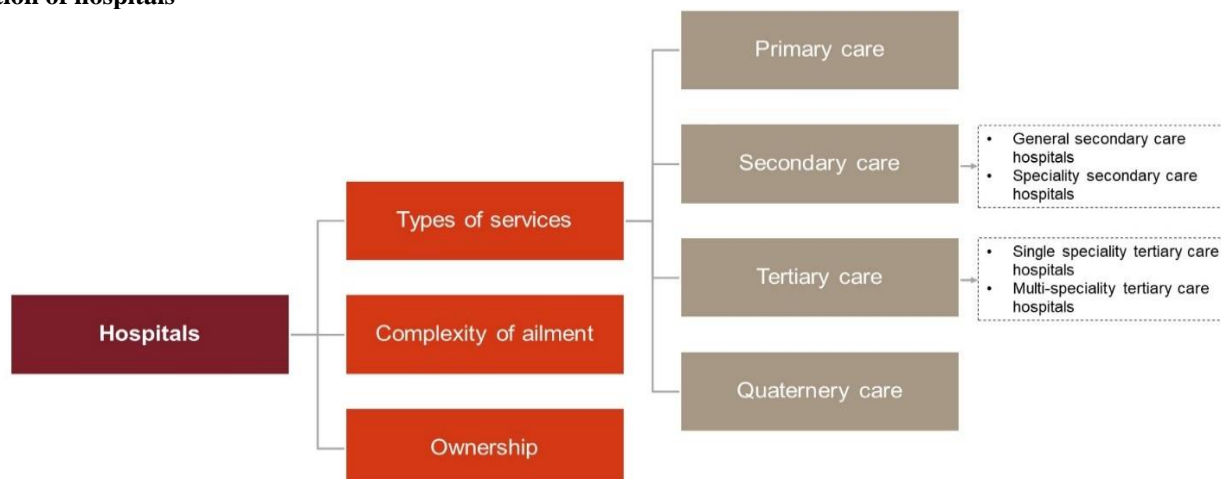 Primary care
Secondary care
• General secondary care
hospitals
• Speciality secondary care
hospitals
Types of services
Tertiary care
• Single speciality tertiary care
hospitals
• Multi-speciality tertiary care
hospitals
Hospitals
Complexity of ailment
Quaternery care
Ownership